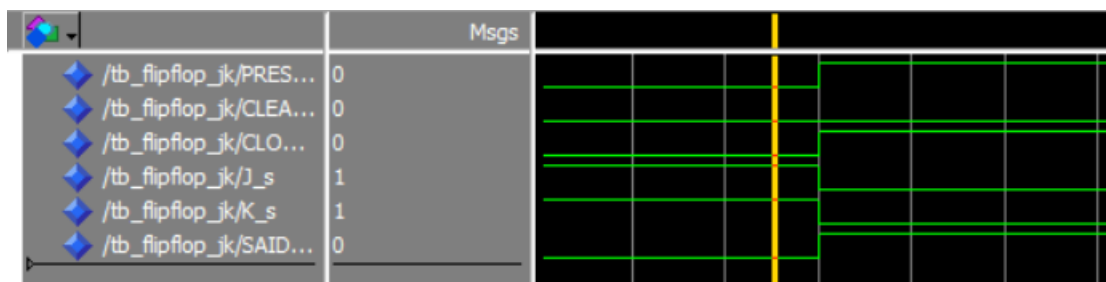 Msgs
/tb_flipflop_jk/PRES... 0
/tb_flipflop_jk/CLEA... 0
/tb_flipflop_jk/CLO... 0
/tb_flipflop_jk/J_s 1
/tb_flipflop_jk/K_s 1
/tb_flipflop_jk/SAID... 0